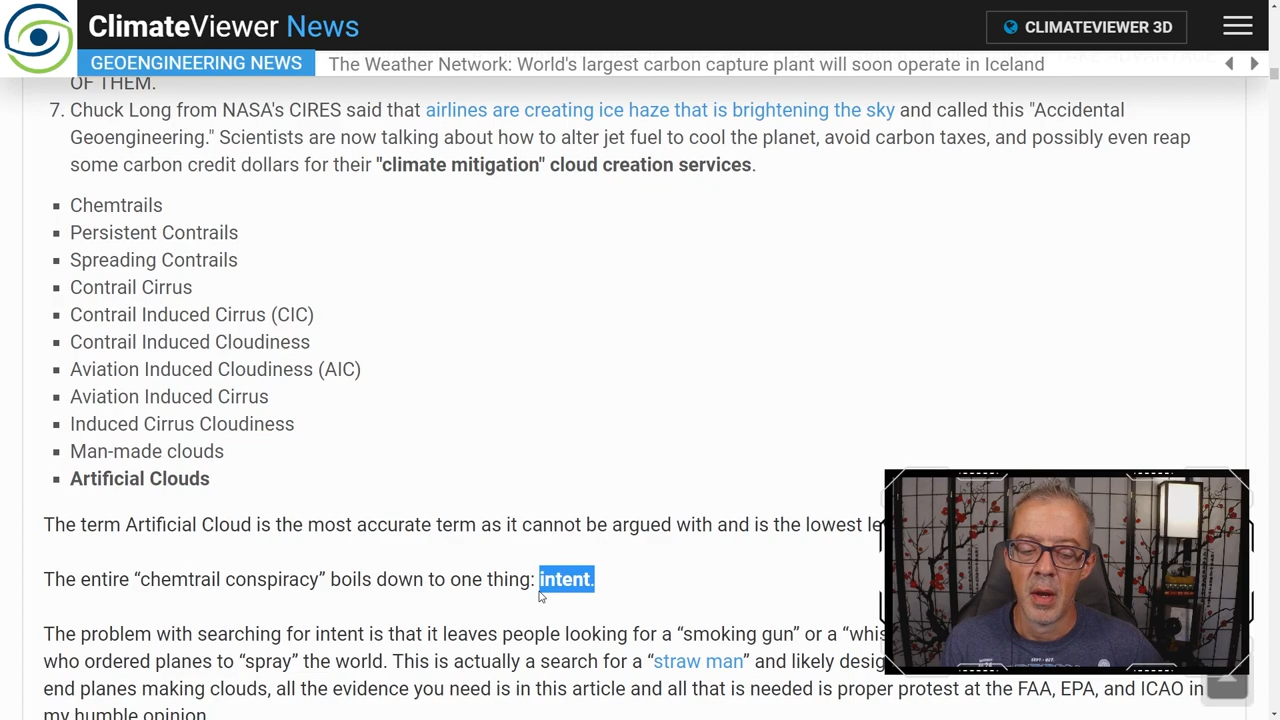 ClimateViewer News
CLIMATEVIEWER 3D
GEOENGINEERING NEWS
The Weather Network: World's largest carbon capture plant will soon operate in Iceland
OF THEM.
7. Chuck Long from NASA's CIRES said that airlines are creating ice haze that is brightening the sky and called this "Accidental
Geoengineering." Scientists are now talking about how to alter jet fuel to cool the planet, avoid carbon taxes, and possibly even reap
some carbon credit dollars for their "climate mitigation" cloud creation services.
Chemtrails
Persistent Contrails
Spreading Contrails
Contrail Cirrus
Contrail Induced Cirrus (CIC)
Contrail Induced Cloudiness
Aviation Induced Cloudiness (AIC)
Aviation Induced Cirrus
Induced Cirrus Cloudiness
Man-made clouds
Artificial Clouds
The term Artificial Cloud is the most accurate term as it cannot be argued with and is the lowest le
The entire “chemtrail conspiracy” boils down to one thing: intent.
The problem with searching for intent is that it leaves people looking for a “smoking gun” or a “whis
who ordered planes to “spray” the world. This is actually a search for a “straw man” and likely desig
end planes making clouds, all the evidence you need is in this article and all that is needed is proper protest at the FAA, EPA, and ICAO in
my humble opinion.